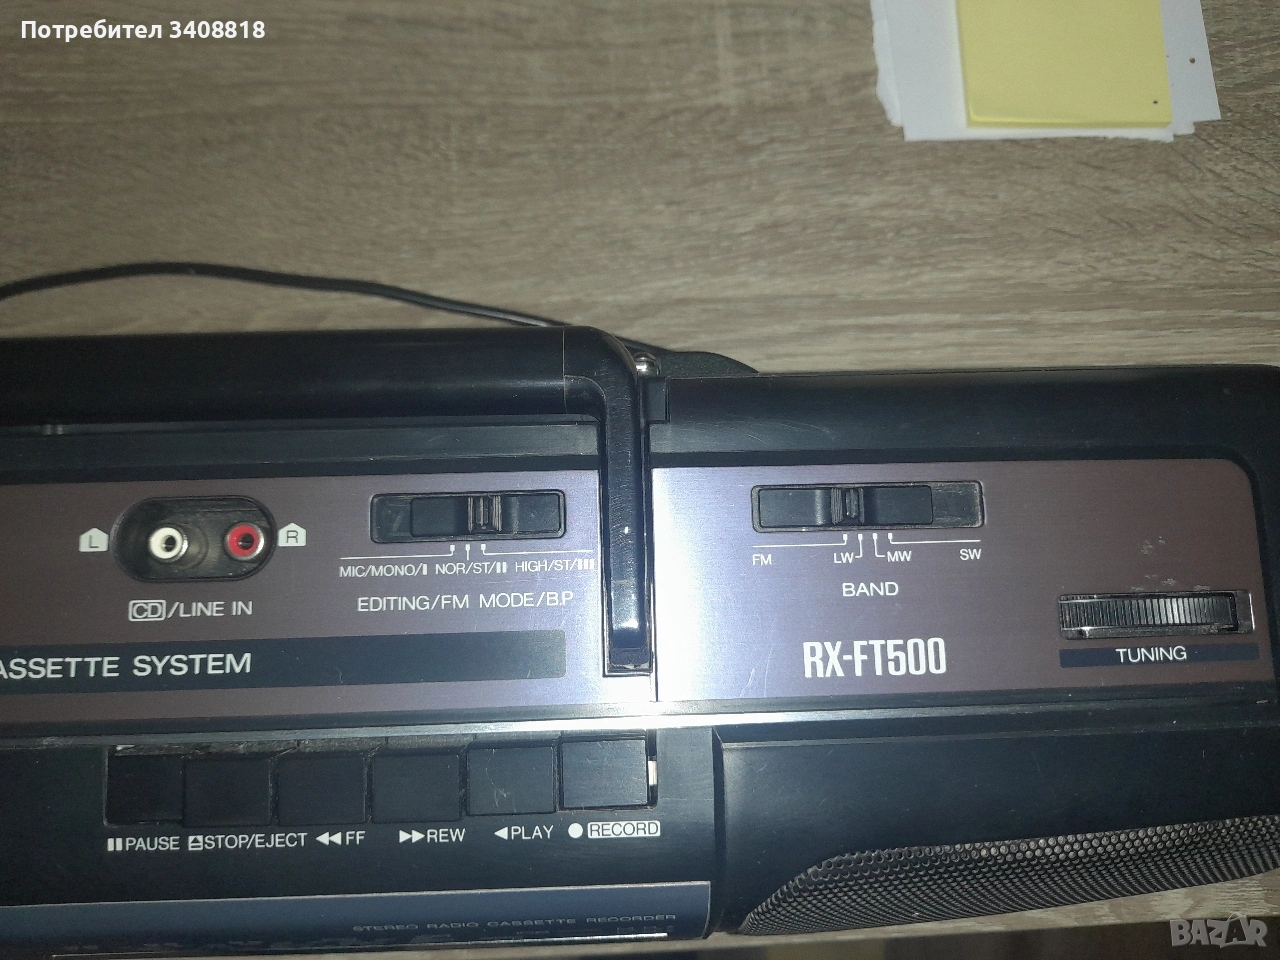 Потребител 3408818
L
R
CD/LINE IN
MIC/MONO/I NOR/ST/II HIGH/ST/III
EDITING/FM MODE/B.P
ASSETTE SYSTEM
FM LW MW SW
BAND
RX-FT500
TUNING
PAUSE STOP/EJECT FF REW PLAY RECORD
STEREO RADIO CASSETTE RECORDER
BAZAR